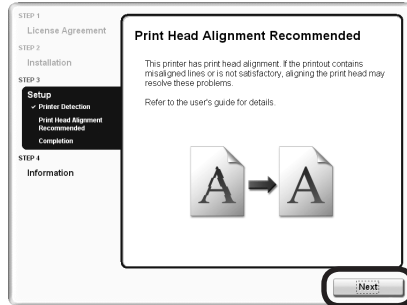 STEP 1
License Agreement
STEP 2
Installation
STEP 3
Setup
✓ Printer Detection
Print Head Alignment
Recommended
Completion
STEP 4
Information
Print Head Alignment Recommended
This printer has print head alignment. If the printout contains
misaligned lines or is not satisfactory, aligning the print head may
resolve these problems.
Refer to the user's guide for details.
A A
Next